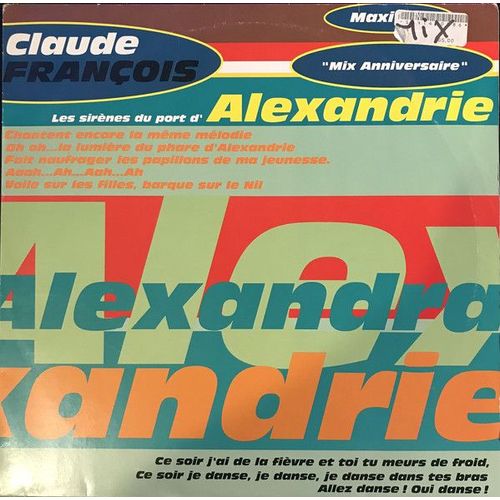 Maxi
MIX
Claude
FRANÇOIS
"Mix Anniversaire"
Les sirènes du port d'Alexandrie
Chantent encore la même mélodie
Oh oh...la lumière du phare d'Alexandrie
Fait naufrager les papillons de ma jeunesse.
Aaah...Ah...Aah...Ah
Voile sur les filles, barque sur le Nil
Alex
Alexandra
xandrie
Ce soir j'ai de la fièvre et toi tu meurs de froid,
Ce soir je danse, je danse, je danse dans tes bras
Allez danse ! Oui danse !